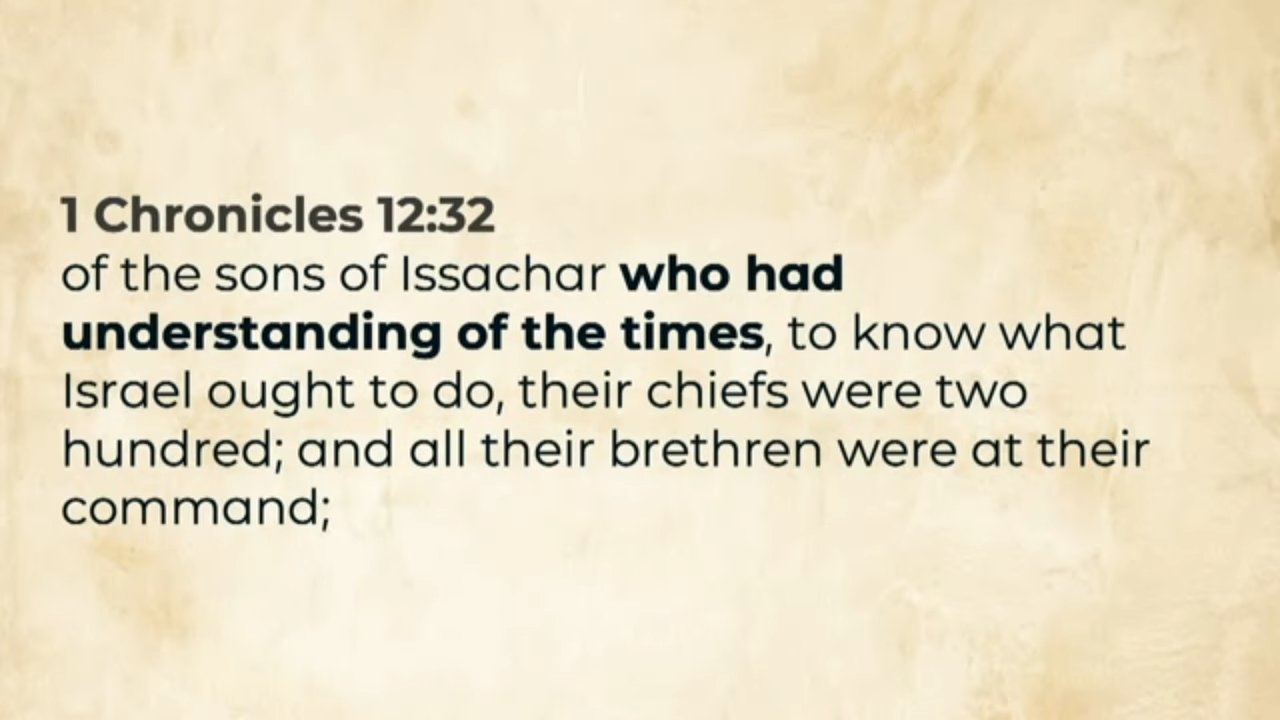 1 Chronicles 12:32
of the sons of Issachar who had
understanding of the times, to know what
Israel ought to do, their chiefs were two
hundred; and all their brethren were at their
command;